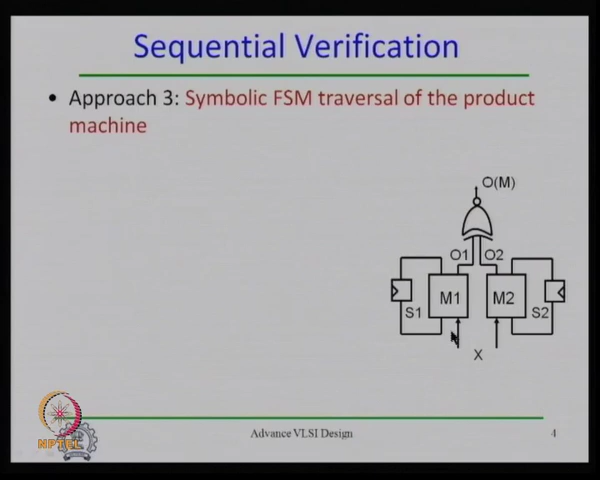 Sequential Verification
• Approach 3: Symbolic FSM traversal of the product
machine
O(M)
O1 O2
M1 M2
S1 S2
X
NPTEL
Advance VLSI Design
4